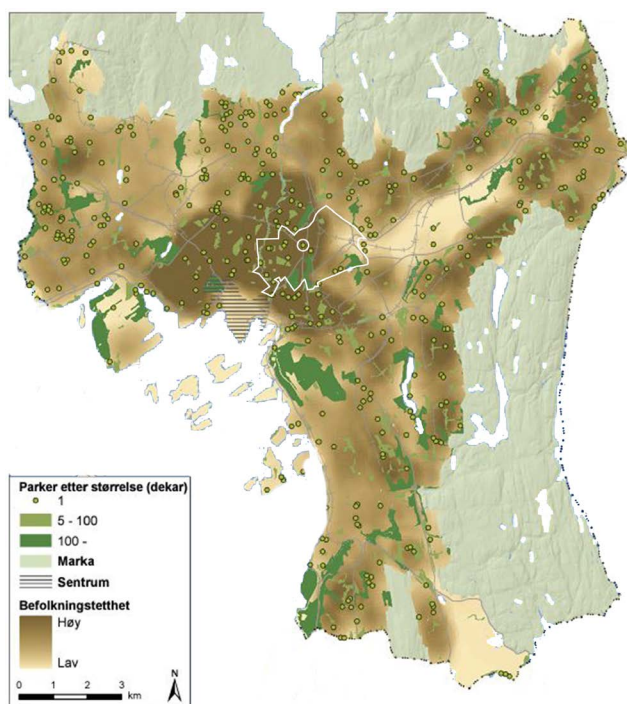 Parker etter størrelse (dekar)
1
5 - 100
100 -
Marka
Sentrum
Befolkningstetthet
Høy
Lav
N
0 1 2 3
km